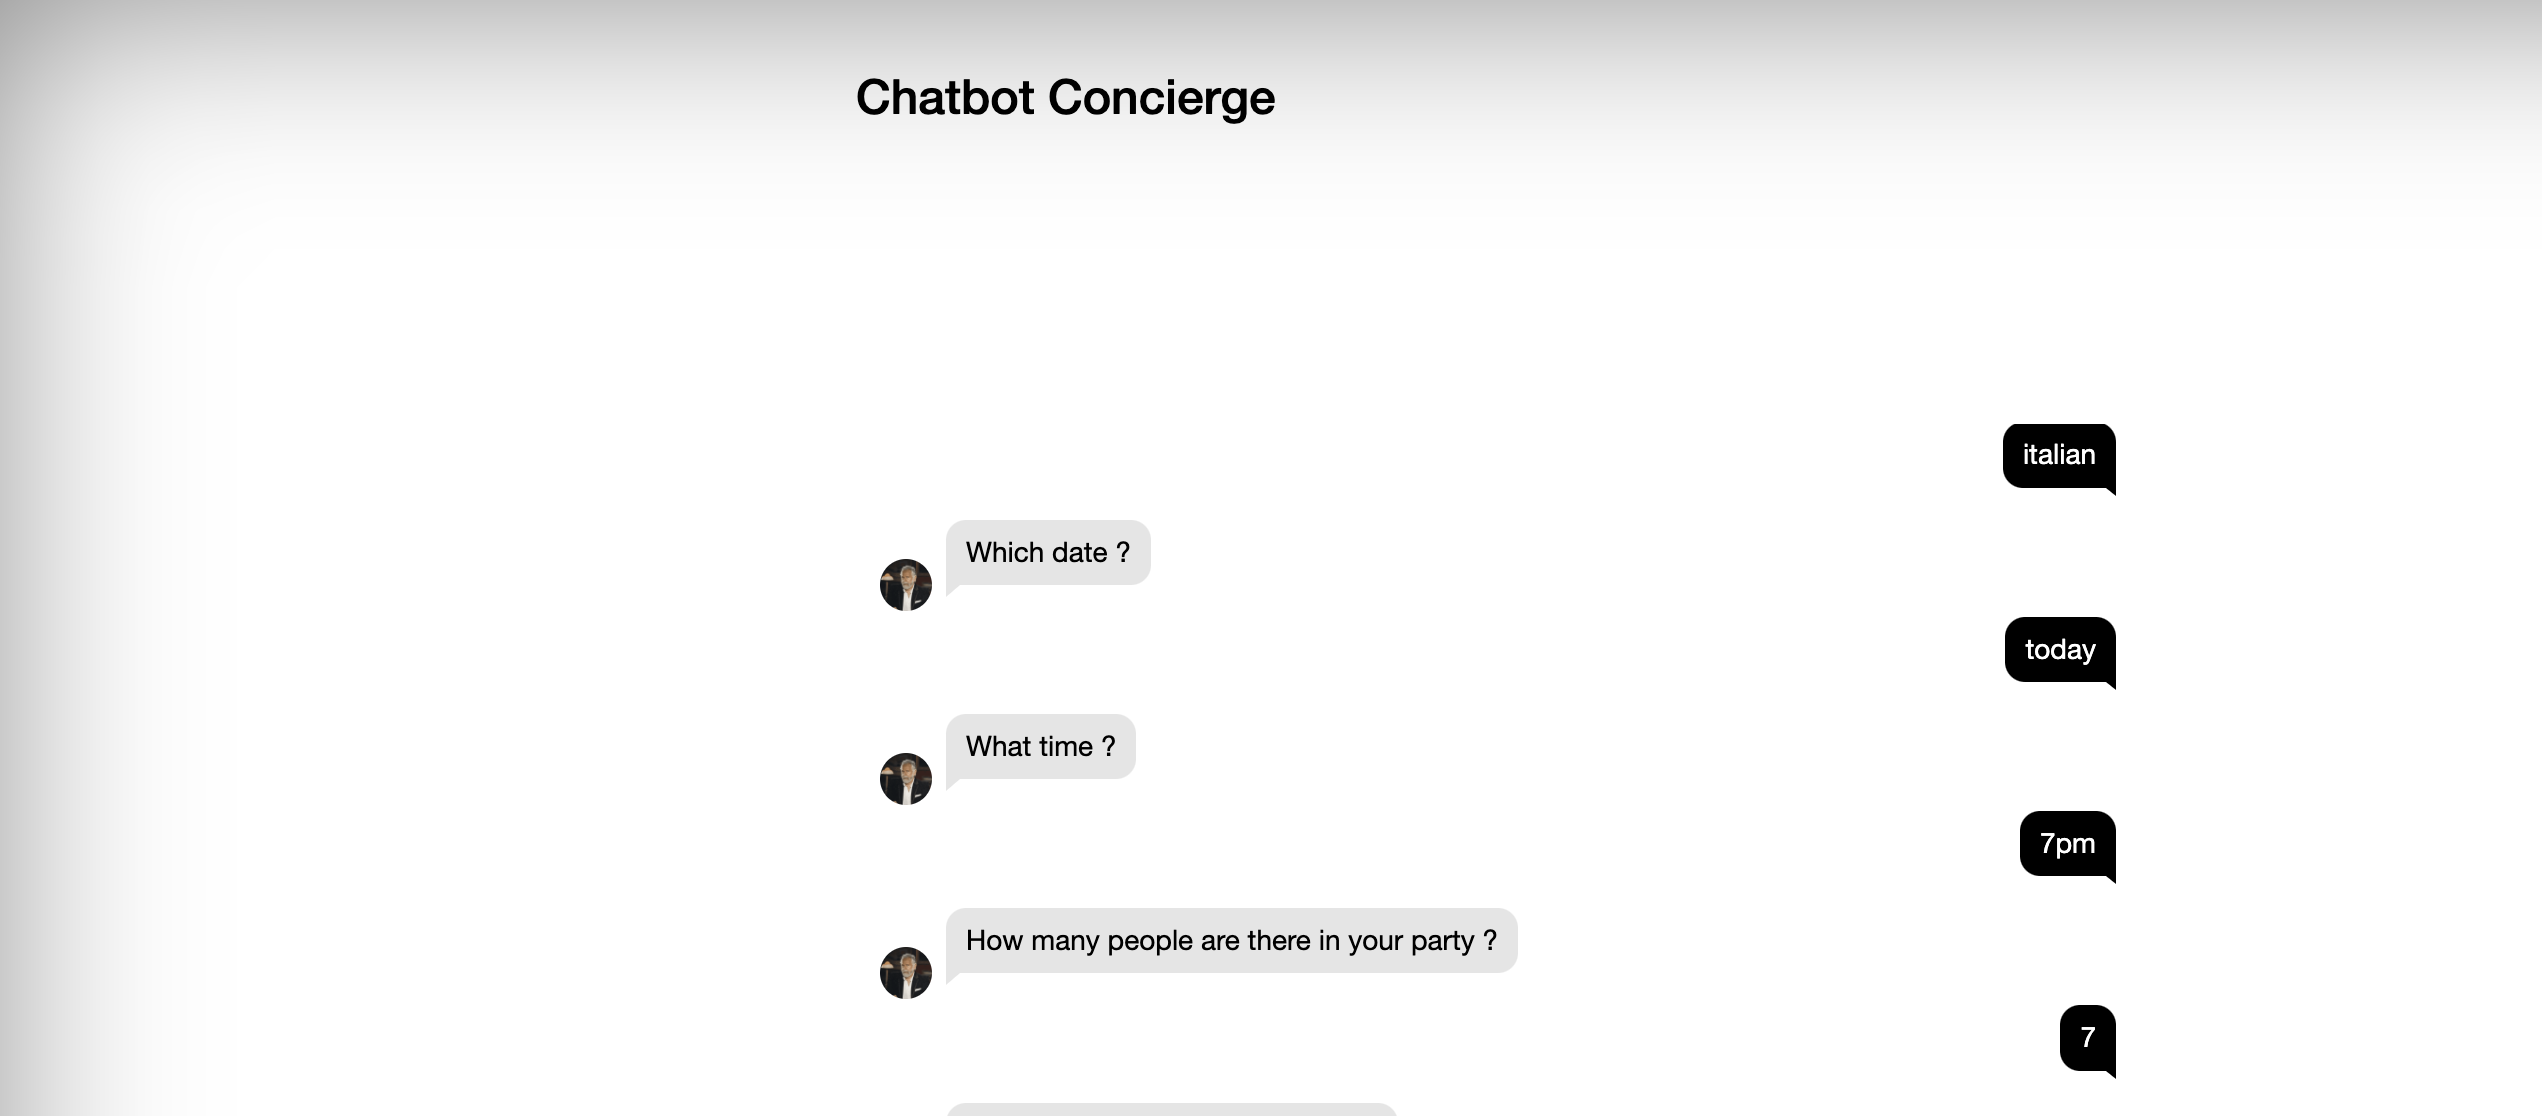 Chatbot Concierge
italian
Which date ?
today
What time ?
7pm
How many people are there in your party ?
7